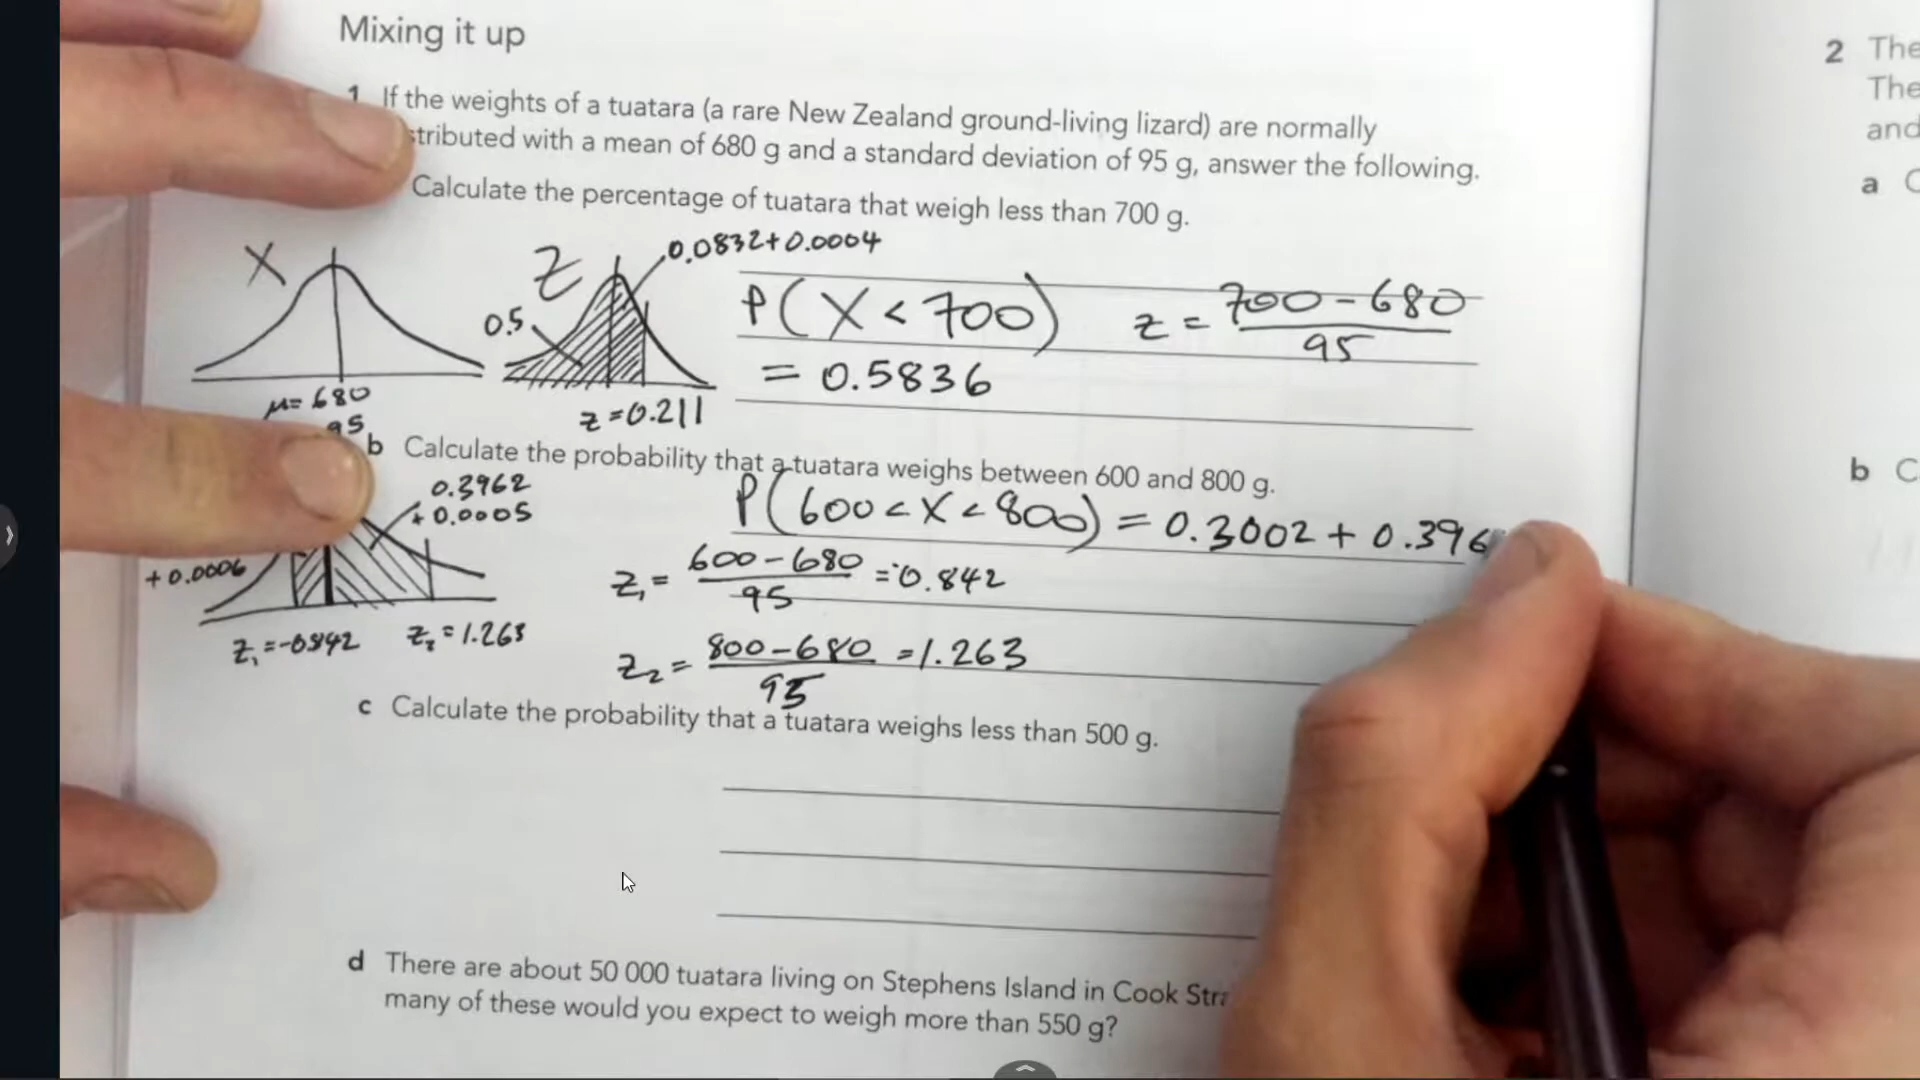 Mixing it up
2 The
The
and
1 If the weights of a tuatara (a rare New Zealand ground-living lizard) are normally
stributed with a mean of 680 g and a standard deviation of 95 g, answer the following.
a C
Calculate the percentage of tuatara that weigh less than 700 g.
X
Z
0.0832+0.0004
0.5
P(X < 700)
z = 700-680
95
= 0.5836
μ= 680
95
z =0.211
b Calculate the probability that a tuatara weighs between 600 and 800 g.
b C
0.3962
+ 0.0005
P(600 < X < 800) = 0.3002 + 0.396
+ 0.0006
z₁ = 600-680 =-0.842
95
z₁ =-0.842
z₂ = 1.263
z₂ = 800-680 =1.263
95
c Calculate the probability that a tuatara weighs less than 500 g.
d There are about 50 000 tuatara living on Stephens Island in Cook Stra
many of these would you expect to weigh more than 550 g?